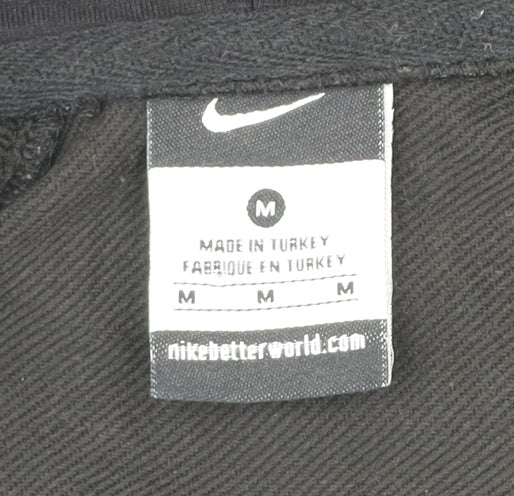 M
MADE IN TURKEY
FABRIQUE EN TURKEY
M M M
nikebetterworld.com